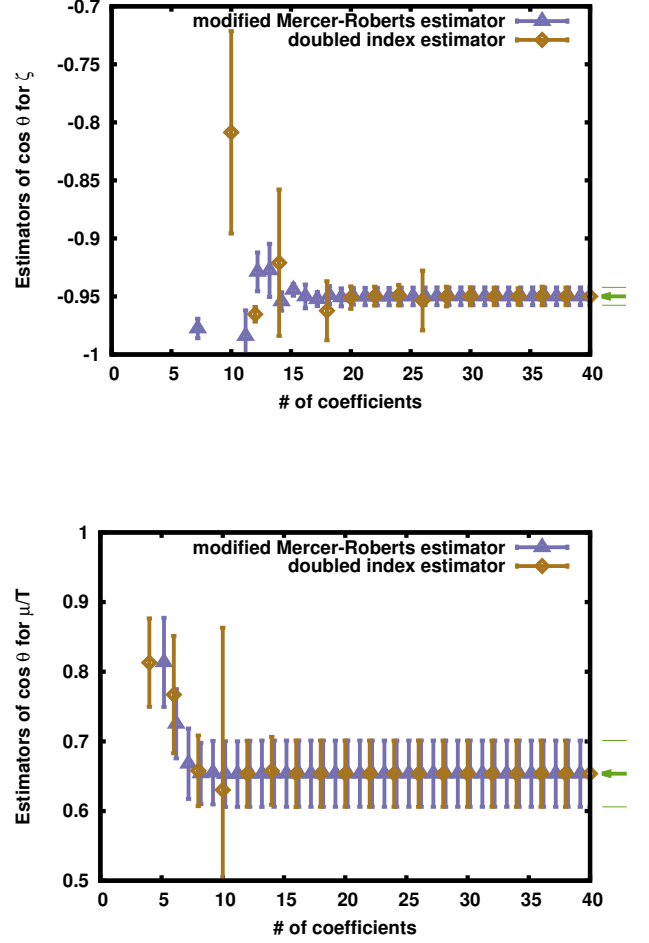 -0.7
-0.75
-0.8
-0.85
-0.9
-0.95
-1
Estimators of cos θ for ζ
modified Mercer-Roberts estimator
doubled index estimator
0 5 10 15 20 25 30 35 40
# of coefficients
1
0.9
0.8
0.7
0.6
0.5
Estimators of cos θ for μ/T
modified Mercer-Roberts estimator
doubled index estimator
0 5 10 15 20 25 30 35 40
# of coefficients